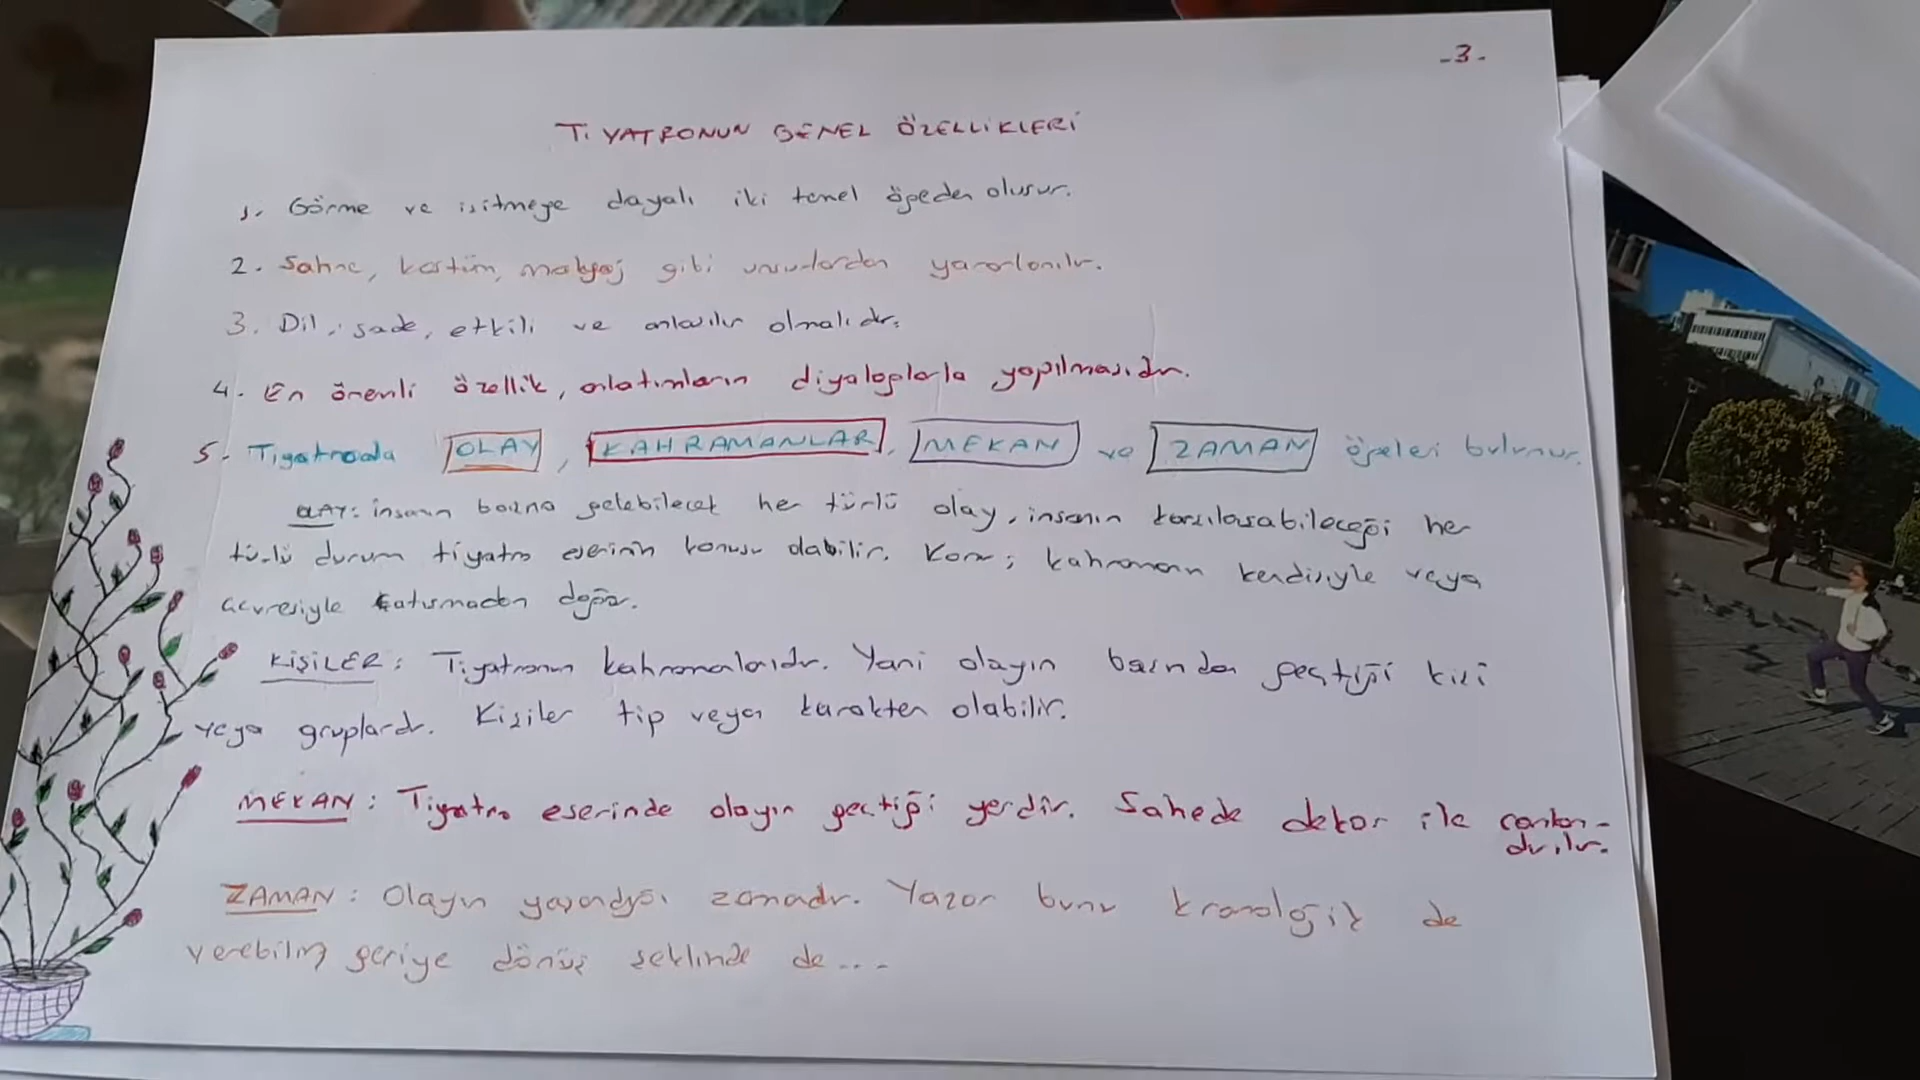 -3-
TİYATRONUN GENEL ÖZELLİKLERİ
1. Görme ve işitmeye dayalı iki temel öğeden oluşur.
2. Sahne, kostüm, makyaj gibi unsurlardan yararlanılır.
3. Dil, sade, etkili ve anlaşılır olmalıdır.
4. En önemli özellik, anlatımların diyaloglarla yapılmasıdır.
5. Tiyatroda OLAY, KAHRAMANLAR, MEKAN ve ZAMAN öğeleri bulunur.
OLAY: insanın başına gelebilecek her türlü olay, insanın karşılaşabileceği her
türlü durum tiyatro eserinin konusu olabilir. Konu; kahramanın kendisiyle veya
çevresiyle çatışmadan doğar.
KİŞİLER: Tiyatronun kahramanlarıdır. Yani olayın başından geçtiği kişi
veya gruplardır. Kişiler tip veya karakter olabilir.
MEKAN: Tiyatro eserinde olayın geçtiği yerdir. Sahede dekor ile canlan-
dırılır.
ZAMAN: Olayın yaşandığı zamadır. Yazar bunu kronolojik de
verebilir, geriye dönüş şeklinde de...